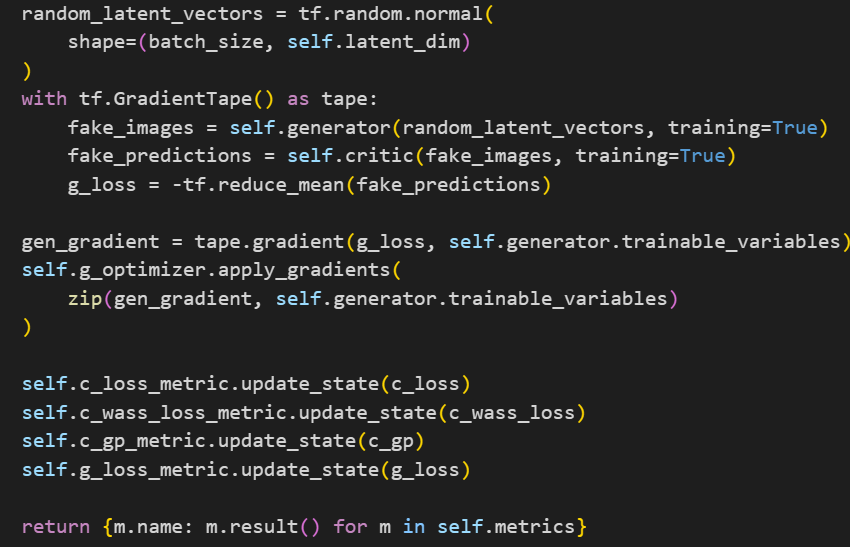 random_latent_vectors = tf.random.normal(
    shape=(batch_size, self.latent_dim)
)
with tf.GradientTape() as tape:
    fake_images = self.generator(random_latent_vectors, training=True)
    fake_predictions = self.critic(fake_images, training=True)
    g_loss = -tf.reduce_mean(fake_predictions)

gen_gradient = tape.gradient(g_loss, self.generator.trainable_variables)
self.g_optimizer.apply_gradients(
    zip(gen_gradient, self.generator.trainable_variables)
)

self.c_loss_metric.update_state(c_loss)
self.c_wass_loss_metric.update_state(c_wass_loss)
self.c_gp_metric.update_state(c_gp)
self.g_loss_metric.update_state(g_loss)

return {m.name: m.result() for m in self.metrics}